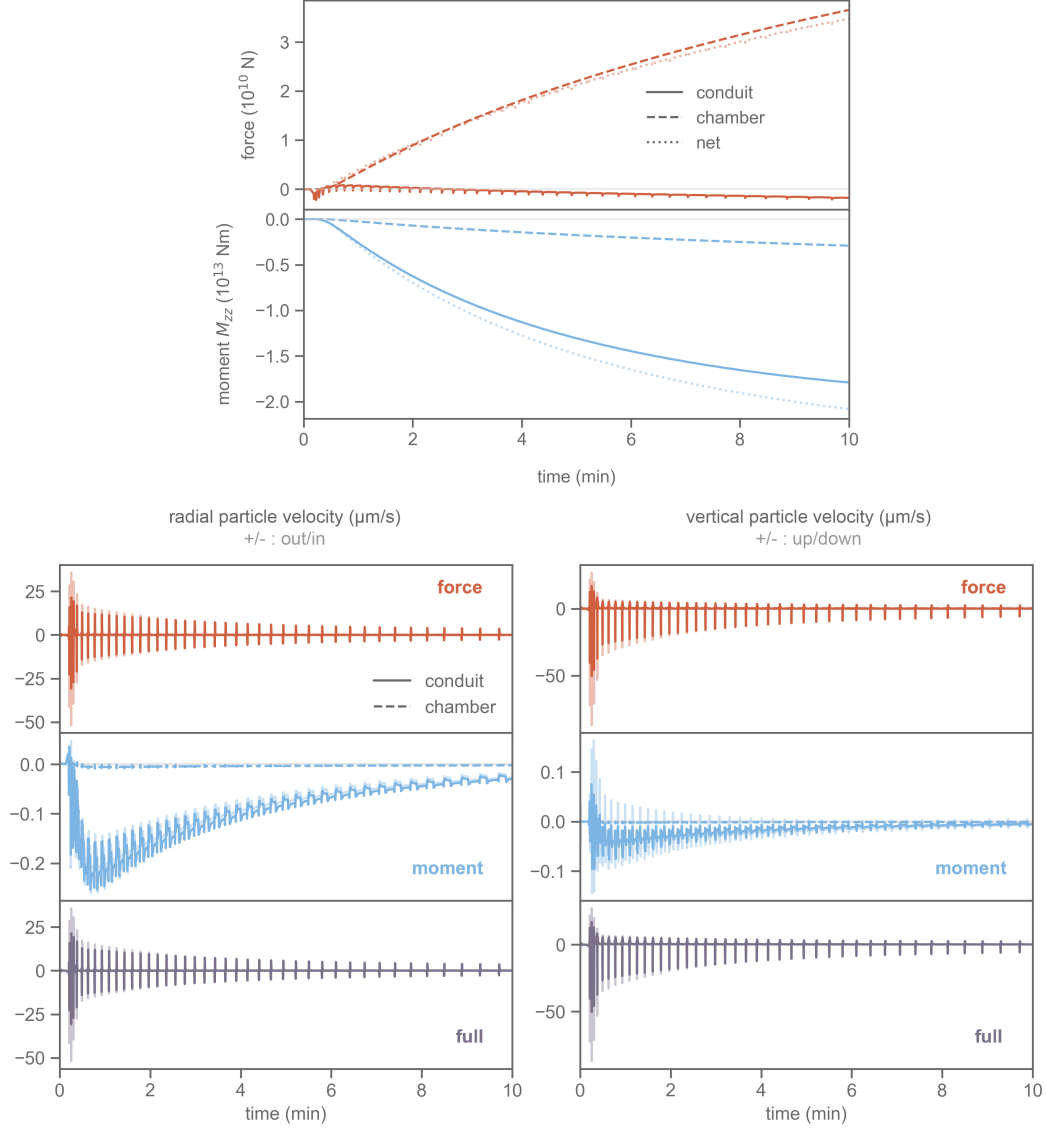 force (10¹⁰ N)
3
2
1
0
conduit
chamber
net
moment M_zz (10¹³ Nm)
0.0
−0.5
−1.0
−1.5
−2.0
0 2 4 6 8 10
time (min)
radial particle velocity (μm/s)
+/- : out/in
25
0
−25
−50
force
conduit
chamber
0.0
−0.1
−0.2
moment
25
0
−25
−50
full
0 2 4 6 8 10
time (min)
vertical particle velocity (μm/s)
+/- : up/down
0
−50
force
0.1
0.0
−0.1
moment
0
−50
full
0 2 4 6 8 10
time (min)